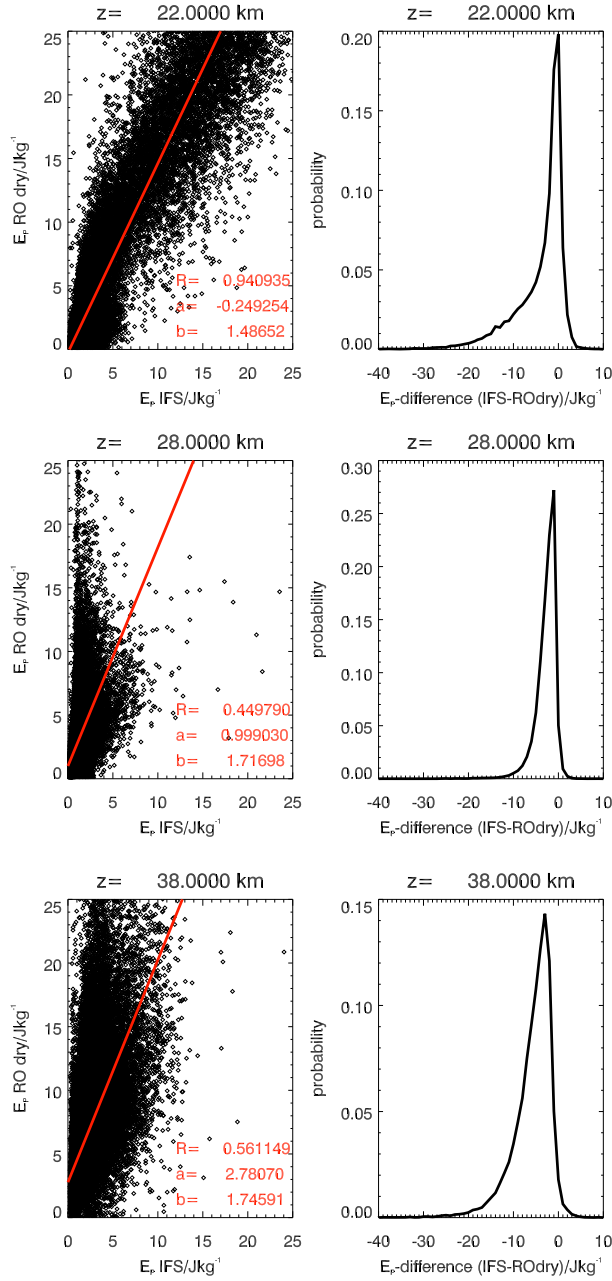 z= 22.0000 km
z= 22.0000 km
25
20
15
10
5
0
E_P RO dry/Jkg⁻¹
R= 0.940935
a= -0.249254
b= 1.48652
0 5 10 15 20 25
E_P IFS/Jkg⁻¹
0.20
0.15
0.10
0.05
0.00
probability
-40 -30 -20 -10 0 10
E_P-difference (IFS-ROdry)/Jkg⁻¹
z= 28.0000 km
z= 28.0000 km
25
20
15
10
5
0
E_P RO dry/Jkg⁻¹
R= 0.449790
a= 0.999030
b= 1.71698
0 5 10 15 20 25
E_P IFS/Jkg⁻¹
0.30
0.25
0.20
0.15
0.10
0.05
0.00
probability
-40 -30 -20 -10 0 10
E_P-difference (IFS-ROdry)/Jkg⁻¹
z= 38.0000 km
z= 38.0000 km
25
20
15
10
5
0
E_P RO dry/Jkg⁻¹
R= 0.561149
a= 2.78070
b= 1.74591
0 5 10 15 20 25
E_P IFS/Jkg⁻¹
0.15
0.10
0.05
0.00
probability
-40 -30 -20 -10 0 10
E_P-difference (IFS-ROdry)/Jkg⁻¹